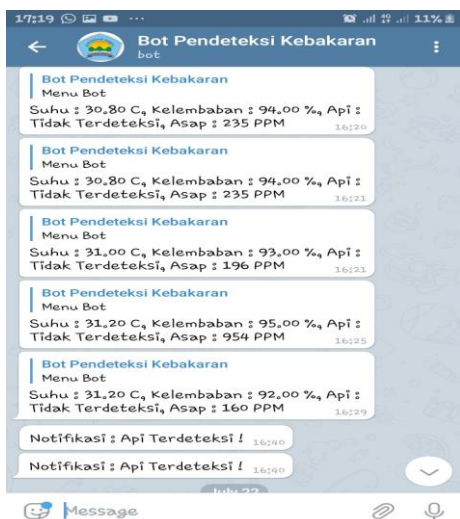 17:19 ... 11%
Bot Pendeteksi Kebakaran
bot
Bot Pendeteksi Kebakaran
Menu Bot
Suhu : 30.80 C, Kelembaban : 94.00 %, Api :
Tidak Terdeteksi, Asap : 235 PPM
16:20
Bot Pendeteksi Kebakaran
Menu Bot
Suhu : 30.80 C, Kelembaban : 94.00 %, Api :
Tidak Terdeteksi, Asap : 235 PPM
16:21
Bot Pendeteksi Kebakaran
Menu Bot
Suhu : 31.00 C, Kelembaban : 93.00 %, Api :
Tidak Terdeteksi, Asap : 196 PPM
16:21
Bot Pendeteksi Kebakaran
Menu Bot
Suhu : 31.20 C, Kelembaban : 95.00 %, Api :
Tidak Terdeteksi, Asap : 954 PPM
16:25
Bot Pendeteksi Kebakaran
Menu Bot
Suhu : 31.20 C, Kelembaban : 92.00 %, Api :
Tidak Terdeteksi, Asap : 160 PPM
16:29
Notifikasi : Api Terdeteksi ! 16:40
Notifikasi : Api Terdeteksi ! 16:40
July 22
Message